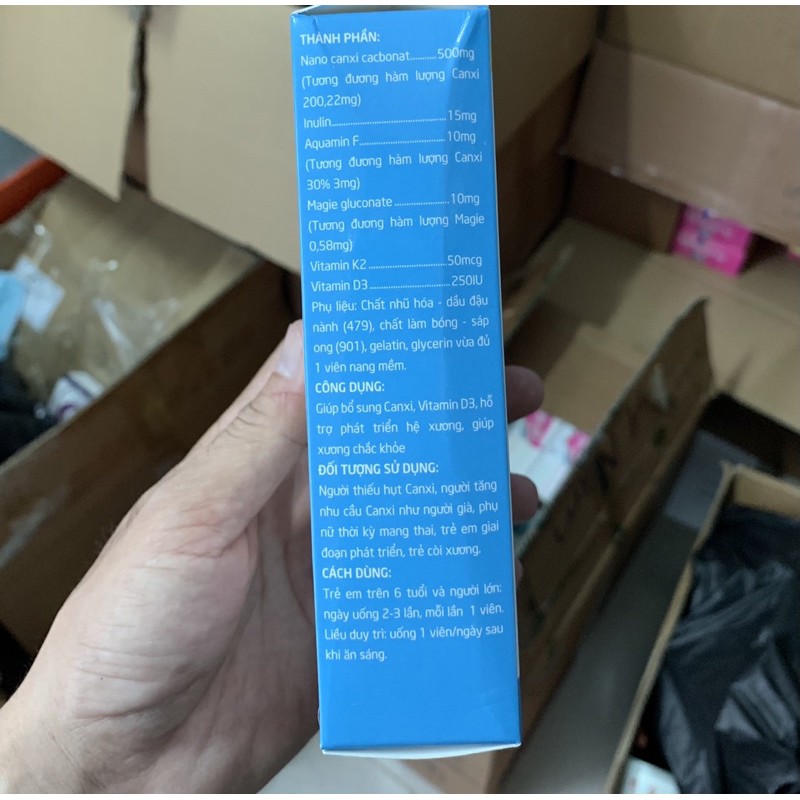 THÀNH PHẦN:
Nano canxi cacbonat..........500mg
(Tương đương hàm lượng Canxi
200,22mg)
Inulin........................................15mg
Aquamin F..............................10mg
(Tương đương hàm lượng Canxi
30% 3mg)
Magie gluconate ...................10mg
(Tương đương hàm lượng Magie
0,58mg)
Vitamin K2...........................50mcg
Vitamin D3............................250IU
Phụ liệu: Chất nhũ hóa - dầu đậu
nành (479), chất làm bóng - sáp
ong (901), gelatin, glycerin vừa đủ
1 viên nang mềm.
CÔNG DỤNG:
Giúp bổ sung Canxi, Vitamin D3, hỗ
trợ phát triển hệ xương, giúp
xương chắc khỏe
ĐỐI TƯỢNG SỬ DỤNG:
Người thiếu hụt Canxi, người tăng
nhu cầu Canxi như người già, phụ
nữ thời kỳ mang thai, trẻ em giai
đoạn phát triển, trẻ còi xương.
CÁCH DÙNG:
Trẻ em trên 6 tuổi và người lớn:
ngày uống 2-3 lần, mỗi lần 1 viên.
Liều duy trì: uống 1 viên/ngày sau
khi ăn sáng.